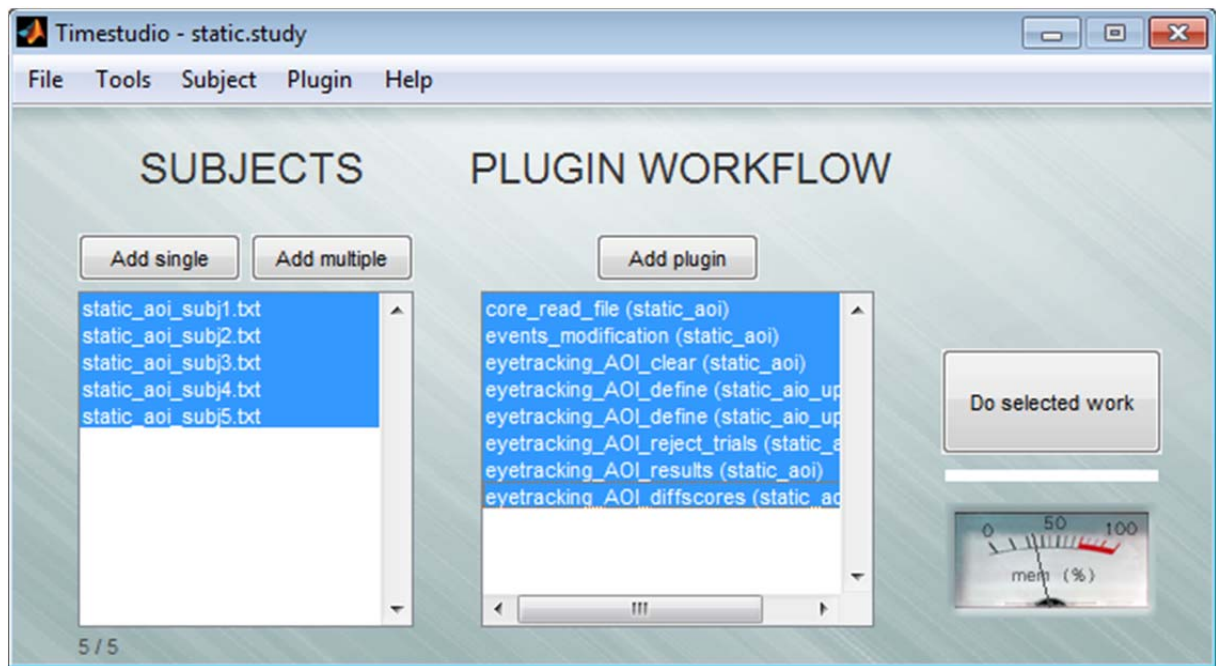 Timestudio - static.study
File Tools Subject Plugin Help
SUBJECTS PLUGIN WORKFLOW
Add single Add multiple Add plugin
static_aoi_subj1.txt
static_aoi_subj2.txt
static_aoi_subj3.txt
static_aoi_subj4.txt
static_aoi_subj5.txt
core_read_file (static_aoi)
events_modification (static_aoi)
eyetracking_AOI_clear (static_aoi)
eyetracking_AOI_define (static_aio_up
eyetracking_AOI_define (static_aio_up
eyetracking_AOI_reject_trials (static_a
eyetracking_AOI_results (static_aoi)
eyetracking_AOI_diffscores (static_ao
Do selected work
0 50 100
mem (%)
5 / 5